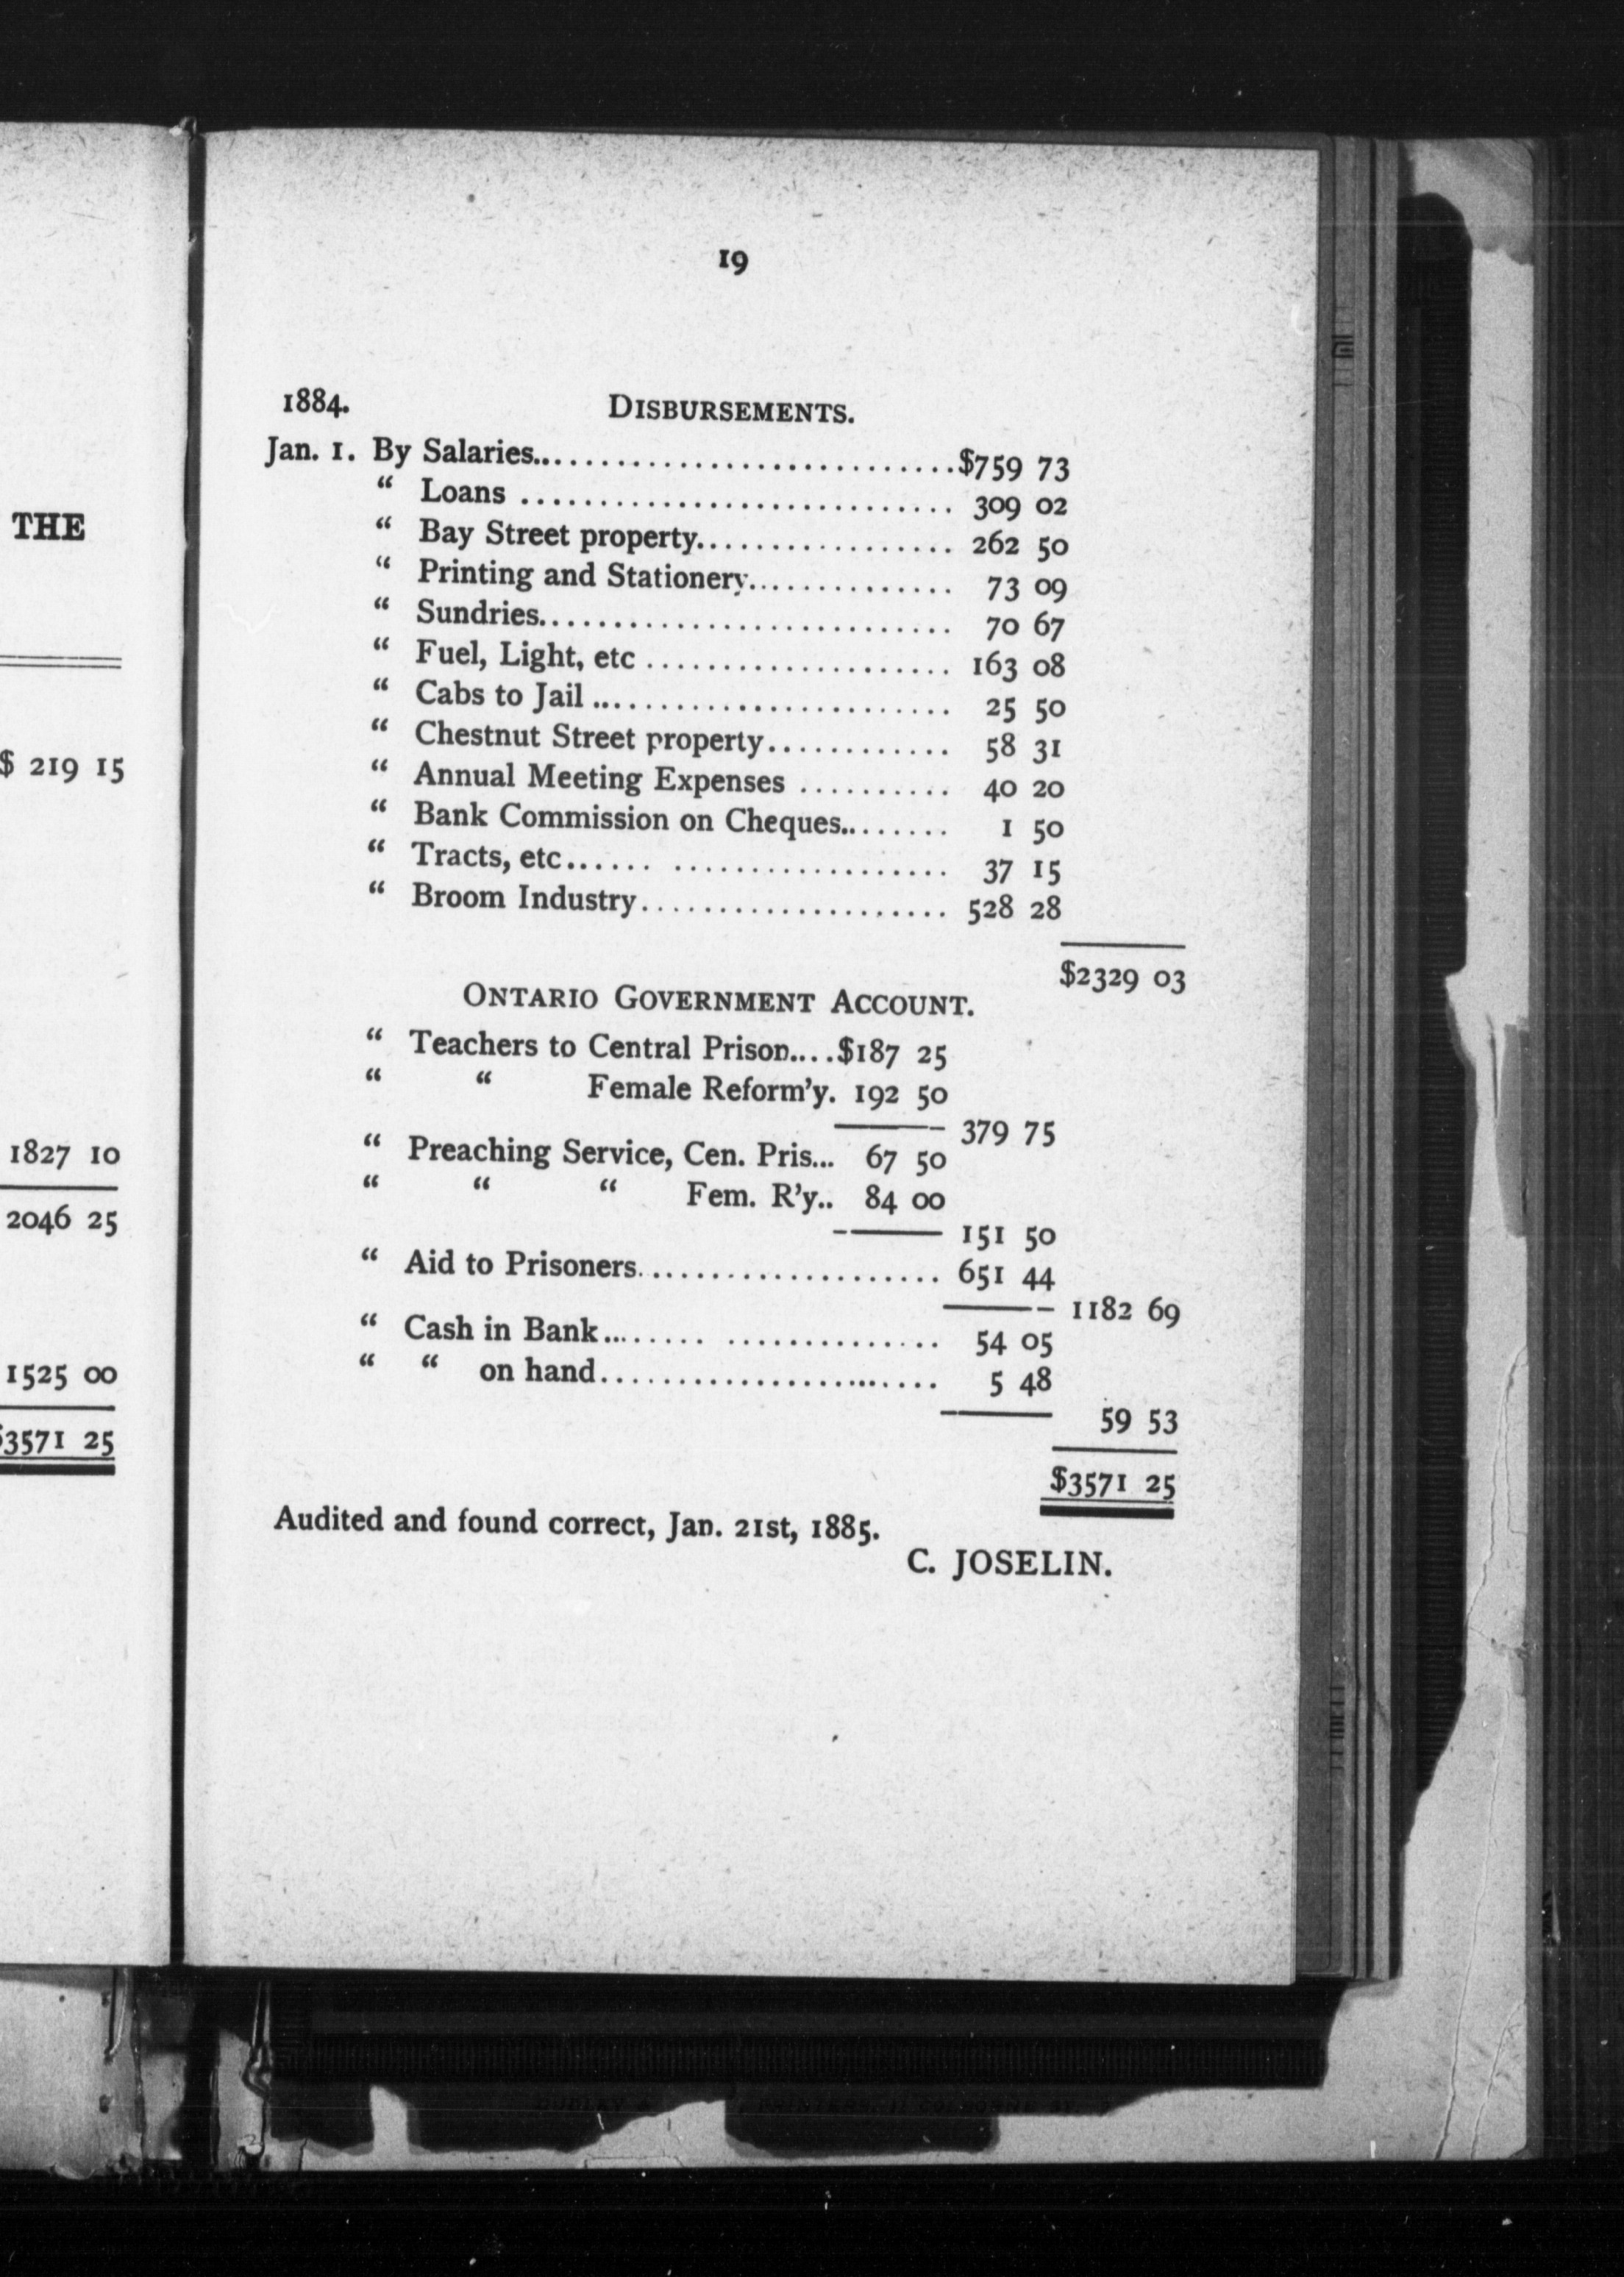 THE
$ 219 15
1827 10
2046 25
1525 00
$3571 25
19
1884. DISBURSEMENTS.
Jan. 1. By Salaries..............................$759 73
“ Loans ............................ 309 02
“ Bay Street property................. 262 50
“ Printing and Stationery.............. 73 09
“ Sundries........................... 70 67
“ Fuel, Light, etc .................... 163 08
“ Cabs to Jail ........................ 25 50
“ Chestnut Street property............ 58 31
“ Annual Meeting Expenses .......... 40 20
“ Bank Commission on Cheques........ 1 50
“ Tracts, etc...... .................. 37 15
“ Broom Industry.................... 528 28
$2329 03
ONTARIO GOVERNMENT ACCOUNT.
“ Teachers to Central Prison....$187 25
“ “ Female Reform’y. 192 50
379 75
“ Preaching Service, Cen. Pris... 67 50
“ “ “ Fem. R’y.. 84 00
151 50
“ Aid to Prisoners.................... 651 44
1182 69
“ Cash in Bank......... .............. 54 05
“ “ on hand...................... 5 48
59 53
$3571 25
Audited and found correct, Jan. 21st, 1885.
C. JOSELIN.